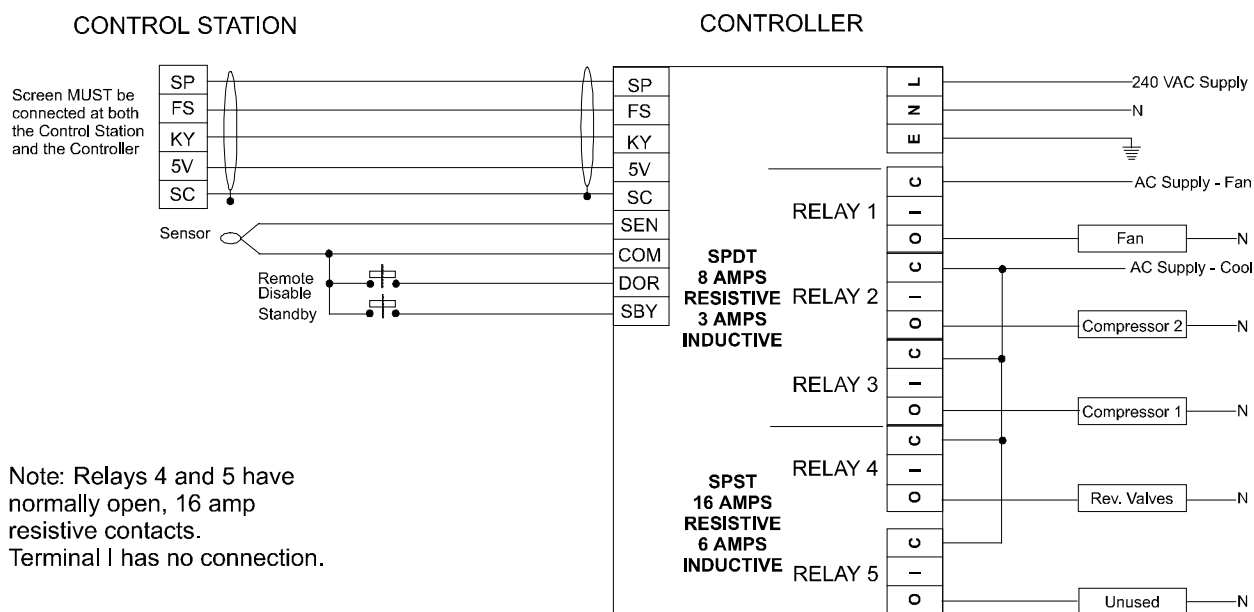 CONTROL STATION
CONTROLLER
Screen MUST be
connected at both
the Control Station
and the Controller
SP
FS
KY
5V
SC
Sensor
Remote
Disable
Standby
SP
FS
KY
5V
SC
SEN
COM
DOR
SBY
SPDT
8 AMPS
RESISTIVE
3 AMPS
INDUCTIVE
SPST
16 AMPS
RESISTIVE
6 AMPS
INDUCTIVE
RELAY 1
RELAY 2
RELAY 3
RELAY 4
RELAY 5
L
N
E
C
I
O
C
I
O
C
I
O
C
I
O
C
I
O
240 VAC Supply
N
AC Supply - Fan
Fan N
AC Supply - Cool
Compressor 2 N
Compressor 1 N
Rev. Valves N
Unused N
Note: Relays 4 and 5 have
normally open, 16 amp
resistive contacts.
Terminal I has no connection.